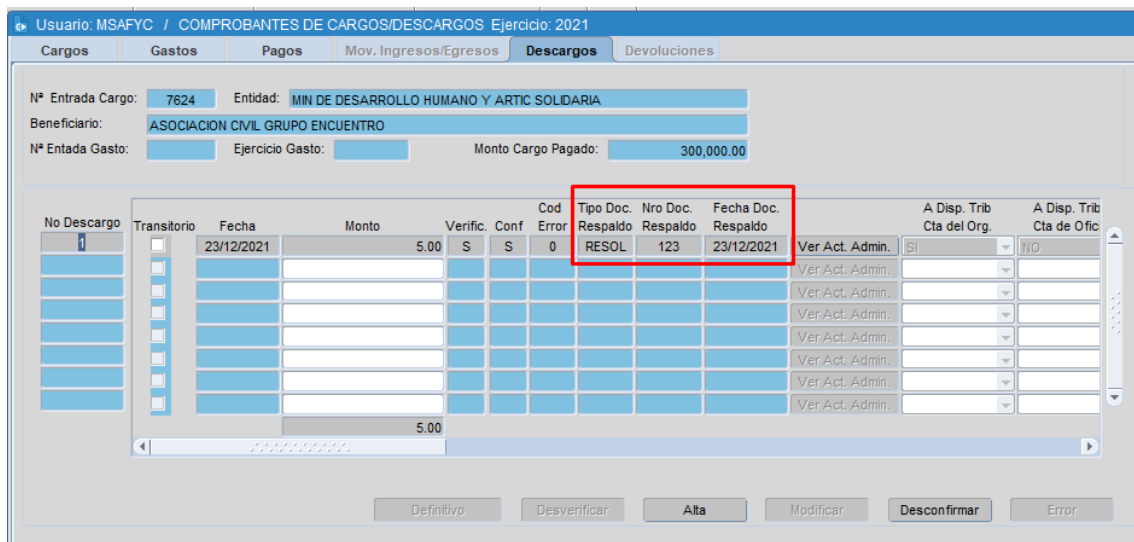 Usuario: MSAFYC / COMPROBANTES DE CARGOS/DESCARGOS Ejercicio: 2021
Cargos Gastos Pagos Mov. Ingresos/Egresos Descargos Devoluciones
Nª Entrada Cargo: 7624 Entidad: MIN DE DESARROLLO HUMANO Y ARTIC SOLIDARIA
Beneficiario: ASOCIACION CIVIL GRUPO ENCUENTRO
Nª Entada Gasto: Ejercicio Gasto: Monto Cargo Pagado: 300,000.00
No Descargo Transitorio Fecha Monto Verific. Conf Cod Error Tipo Doc. Respaldo Nro Doc. Respaldo Fecha Doc. Respaldo A Disp. Trib Cta del Org. A Disp. Trib Cta de Ofic
1 23/12/2021 5.00 S S 0 RESOL 123 23/12/2021 Ver Act. Admin. SI NO
Ver Act. Admin.
Ver Act. Admin.
Ver Act. Admin.
Ver Act. Admin.
Ver Act. Admin.
Ver Act. Admin.
Ver Act. Admin.
5.00
Definitivo Desverificar Alta Modificar Desconfirmar Error